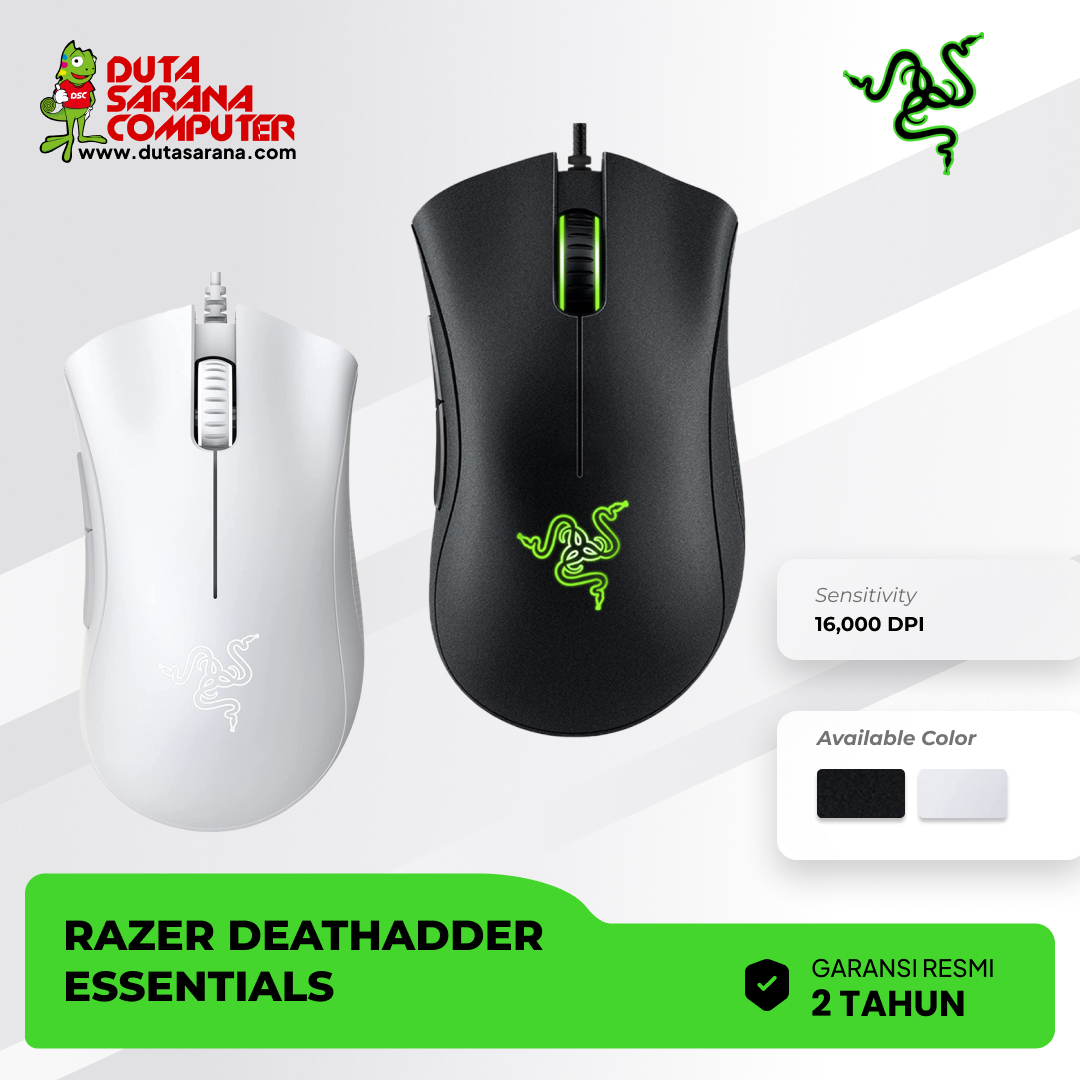 DUTA
SARANA
COMPUTER
DSC
www.dutasarana.com
Sensitivity
16,000 DPI
Available Color
RAZER DEATHADDER
ESSENTIALS
GARANSI RESMI
2 TAHUN